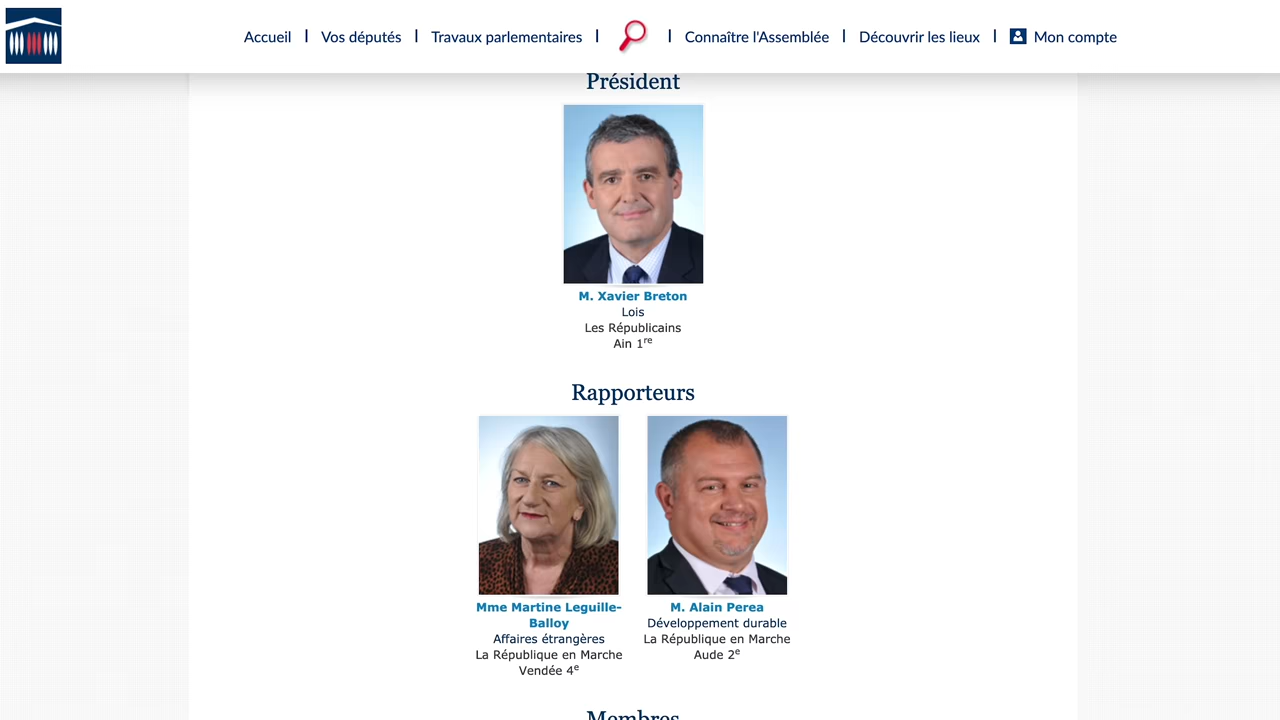 Accueil
Vos députés
Travaux parlementaires
Connaître l'Assemblée
Découvrir les lieux
Mon compte
Président
M. Xavier Breton
Lois
Les Républicains
Ain 1re
Rapporteurs
Mme Martine Leguille-
Balloy
Affaires étrangères
La République en Marche
Vendée 4e
M. Alain Perea
Développement durable
La République en Marche
Aude 2e
Membres